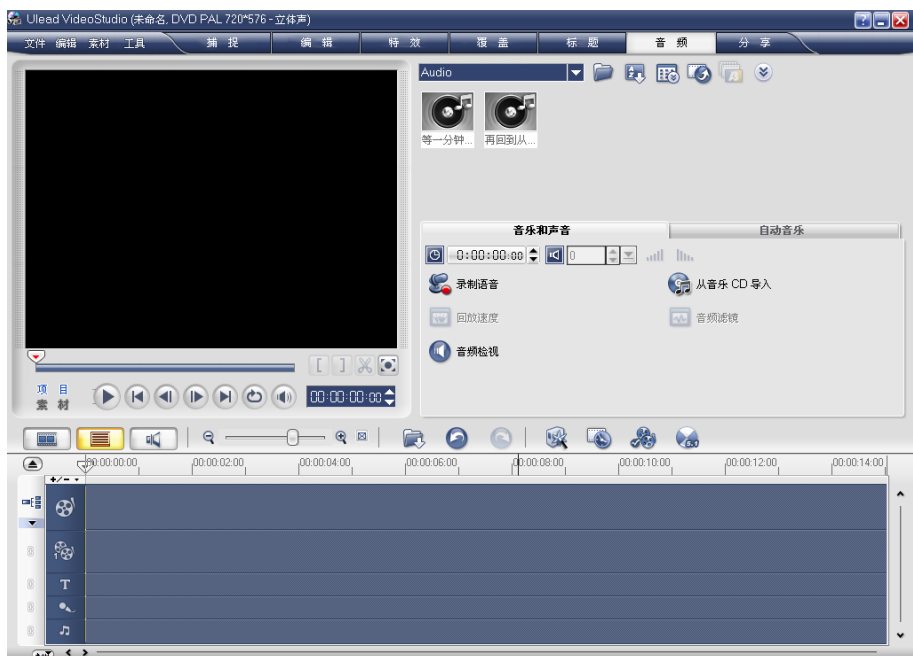 Ulead VideoStudio (未命名, DVD PAL 720*576 - 立体声)
文件 编辑 素材 工具 捕捉 编辑 特效 覆盖 标题 音频 分享
Audio
等一分钟... 再回到从...
音乐和声音 自动音乐
0:00:00:00 0
录制语音 从音乐 CD 导入
回放速度 音频滤镜
音频检视
项目
素材
00:00:00:00
00:00:00:00 00:00:02:00 00:00:04:00 00:00:06:00 00:00:08:00 00:00:10:00 00:00:12:00 00:00:14:00
+/-
T